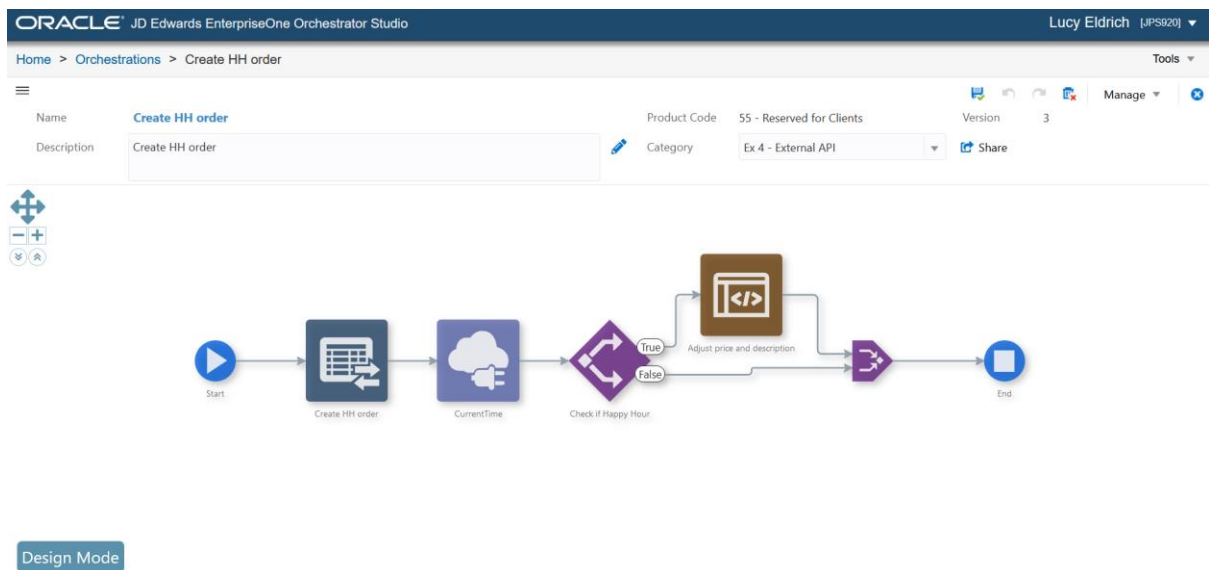 ORACLE® JD Edwards EnterpriseOne Orchestrator Studio
Lucy Eldrich [JPS920]
Home > Orchestrations > Create HH order
Tools
Manage
Name Create HH order Product Code 55 - Reserved for Clients Version 3
Description Create HH order Category Ex 4 - External API Share
True
False
</>
Adjust price and description
Start
Create HH order
CurrentTime
Check if Happy Hour
End
Design Mode